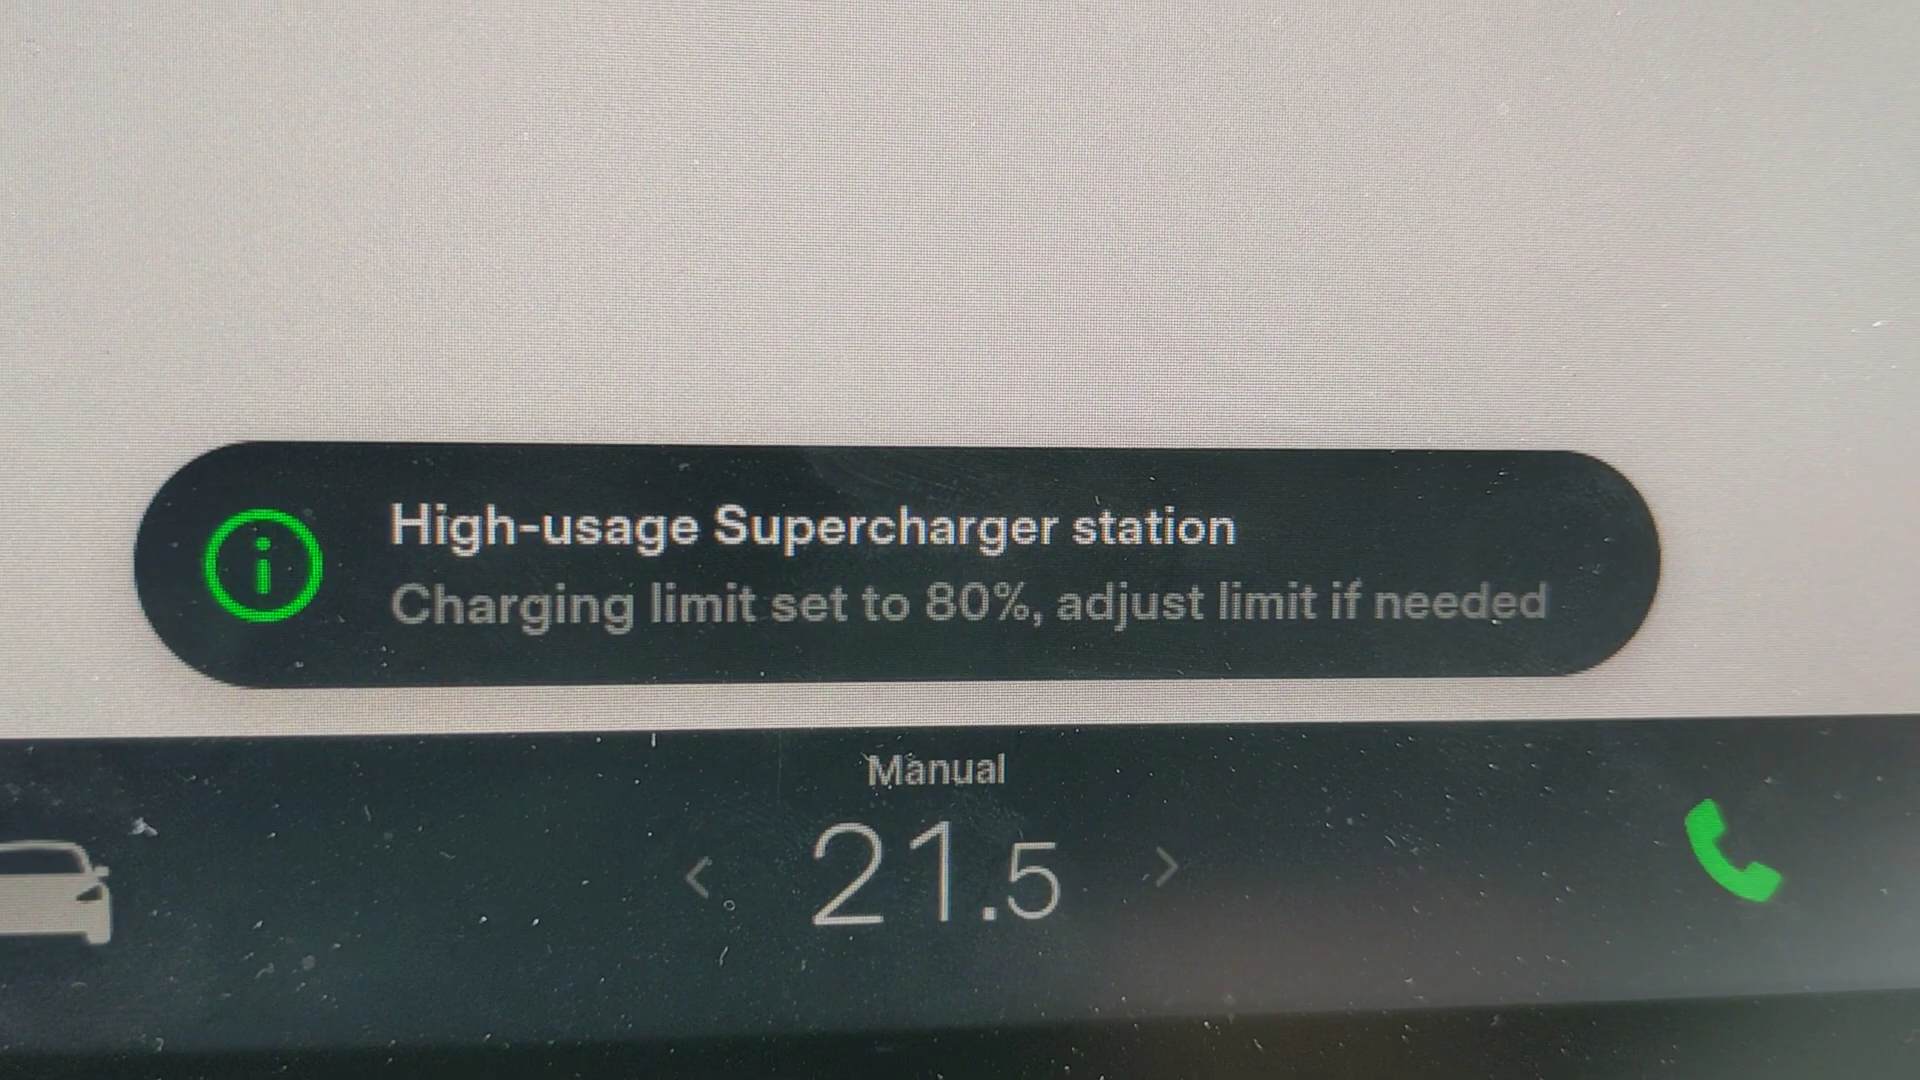 High-usage Supercharger station
Charging limit set to 80%, adjust limit if needed
Manual
21.5